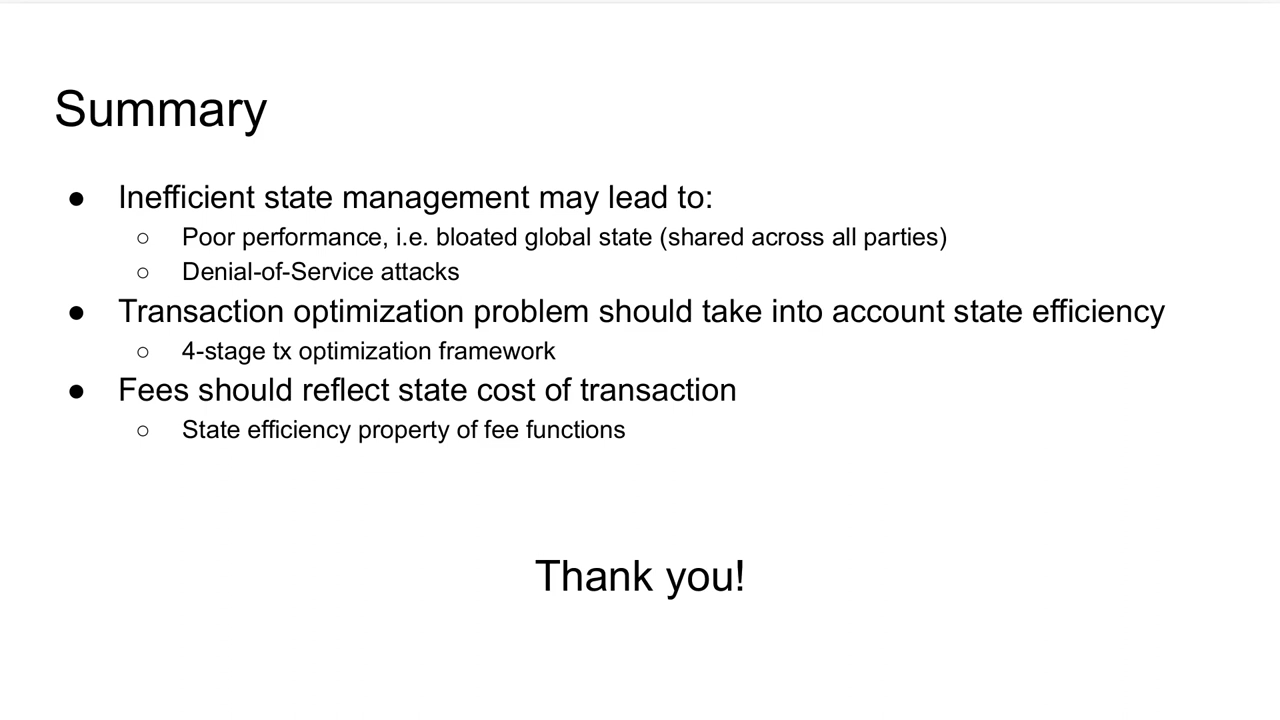 Summary
● Inefficient state management may lead to:
○ Poor performance, i.e. bloated global state (shared across all parties)
○ Denial-of-Service attacks
● Transaction optimization problem should take into account state efficiency
○ 4-stage tx optimization framework
● Fees should reflect state cost of transaction
○ State efficiency property of fee functions
Thank you!